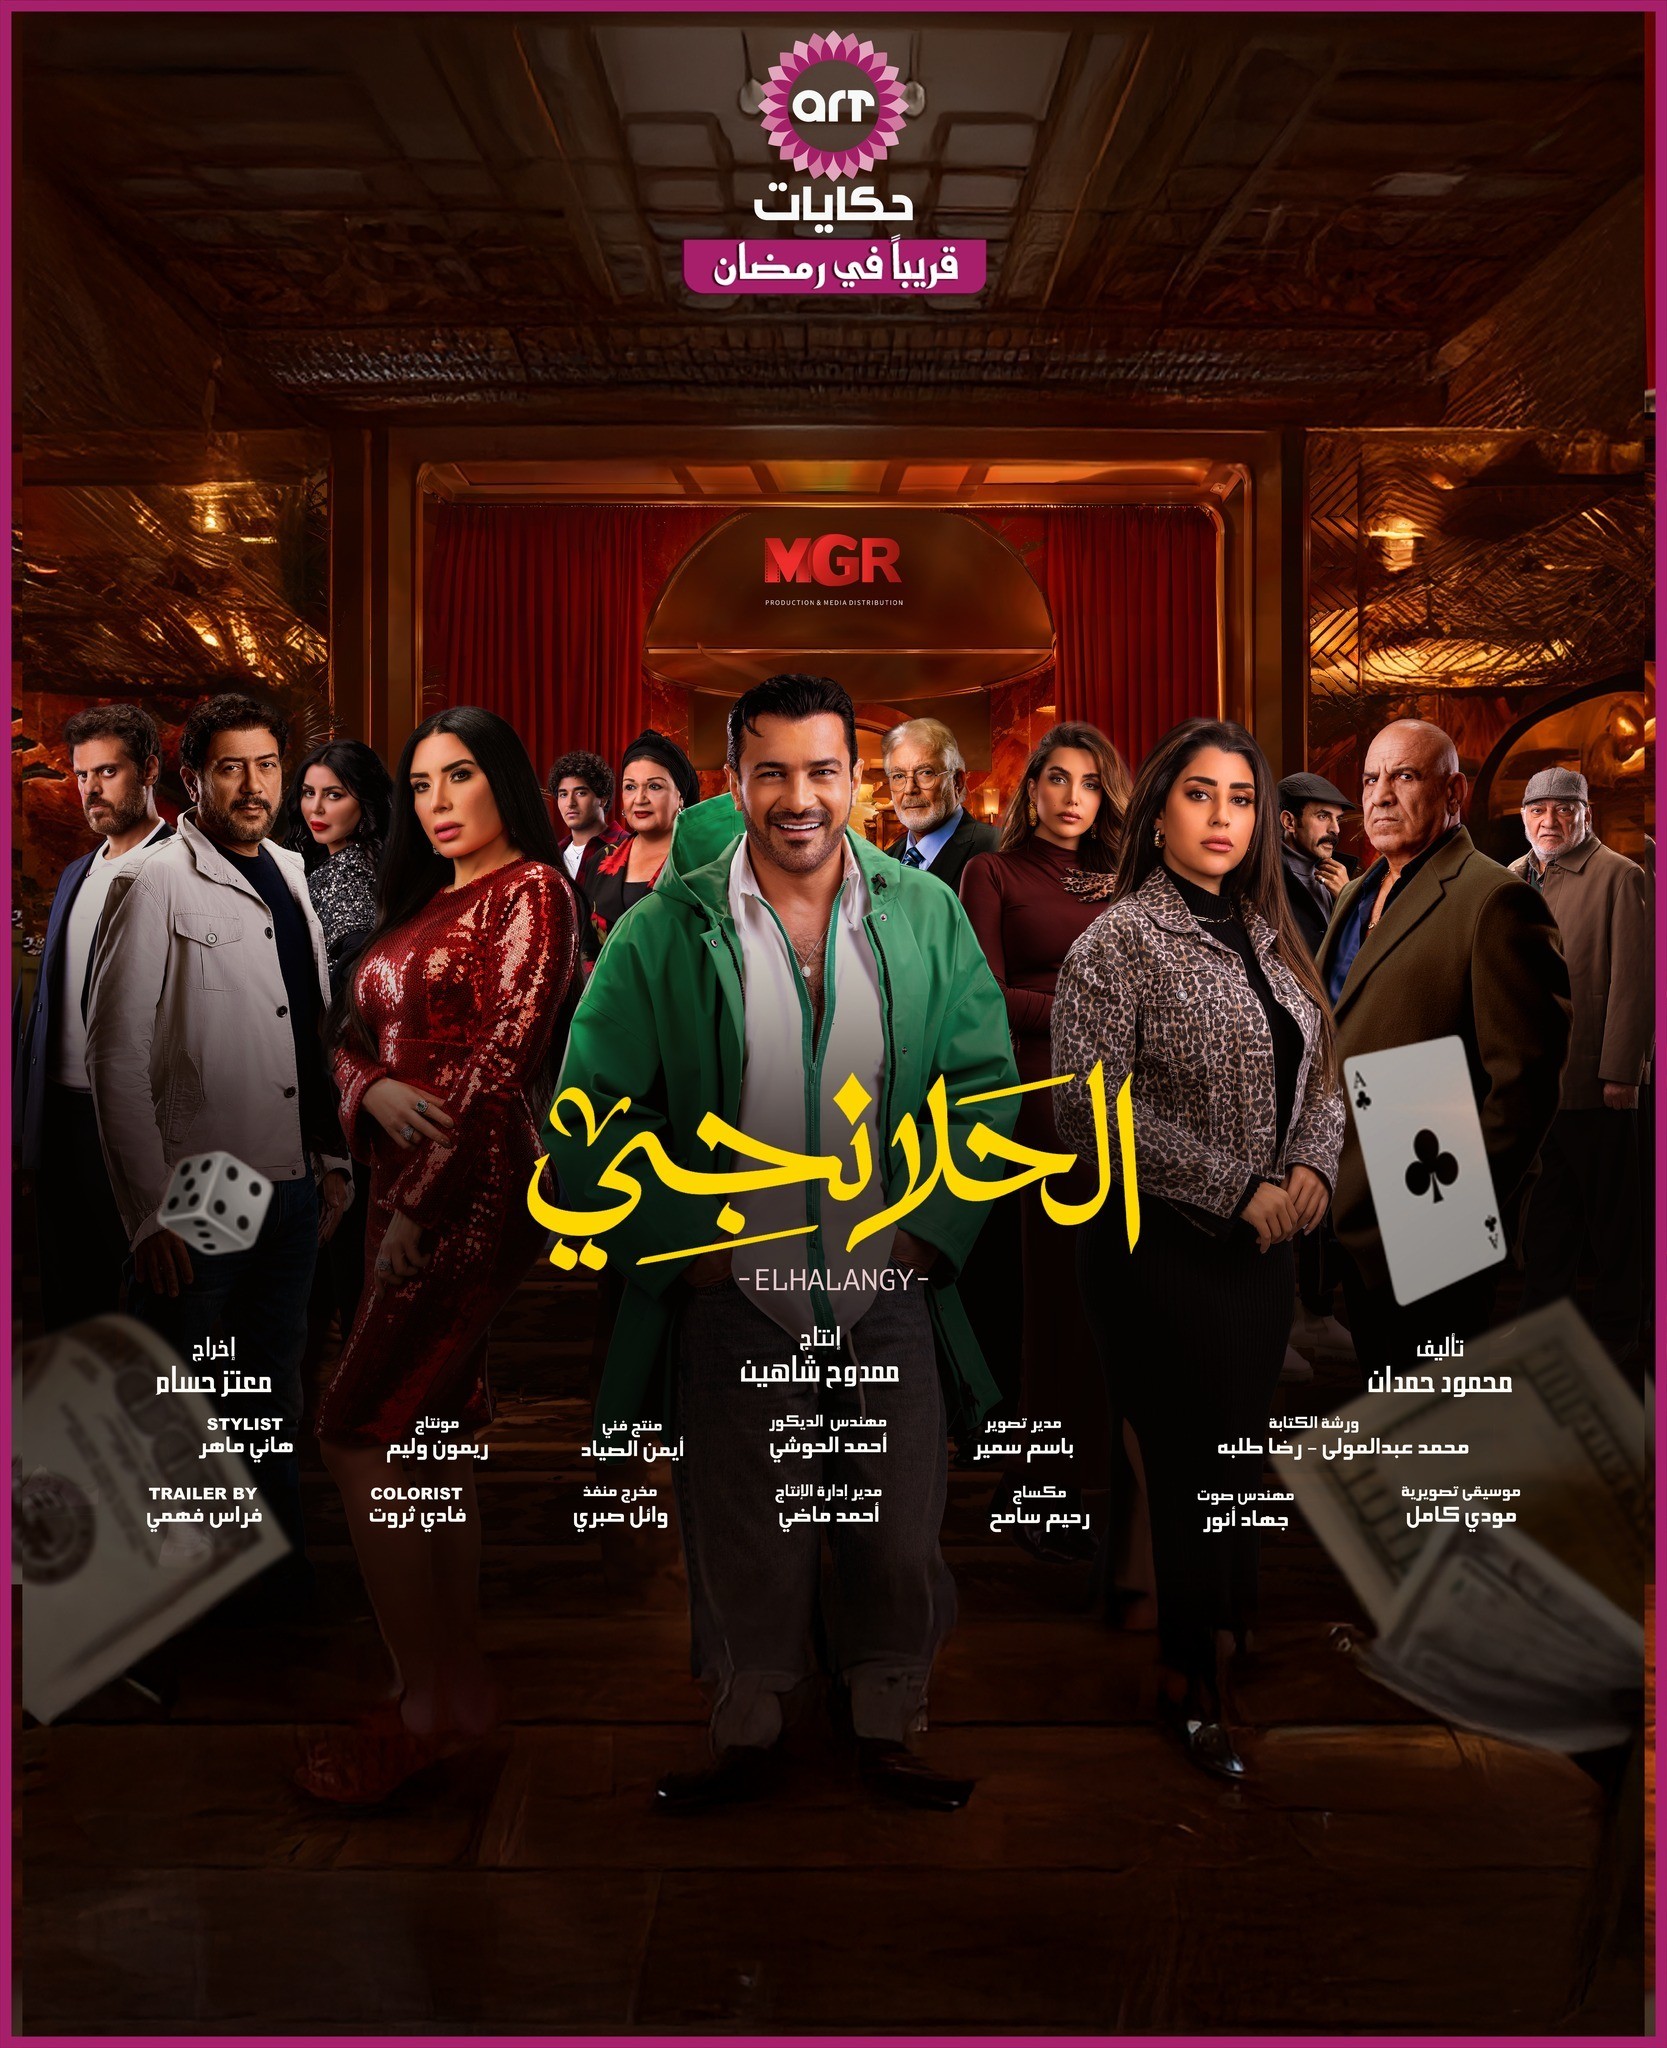 art
حكايات
قريباً في رمضان
MGR
PRODUCTION & MEDIA DISTRIBUTION
الحلانجي
-ELHALANGY-
A
A
تأليف
محمود حمدان
إنتاج
ممدوح شاهين
إخراج
معتز حسام
ورشة الكتابة
محمد عبدالمولى - رضا طلبه
مدير تصوير
باسم سمير
مهندس الديكور
أحمد الحوشي
منتج فني
أيمن الصياد
مونتاج
ريمون وليم
STYLIST
هاني ماهر
موسيقى تصويرية
مودي كامل
مهندس صوت
جهاد أنور
مكساج
رحيم سامح
مدير إدارة الإنتاج
أحمد ماضي
مخرج منفذ
وائل صبري
COLORIST
فادي ثروت
TRAILER BY
فراس فهمي